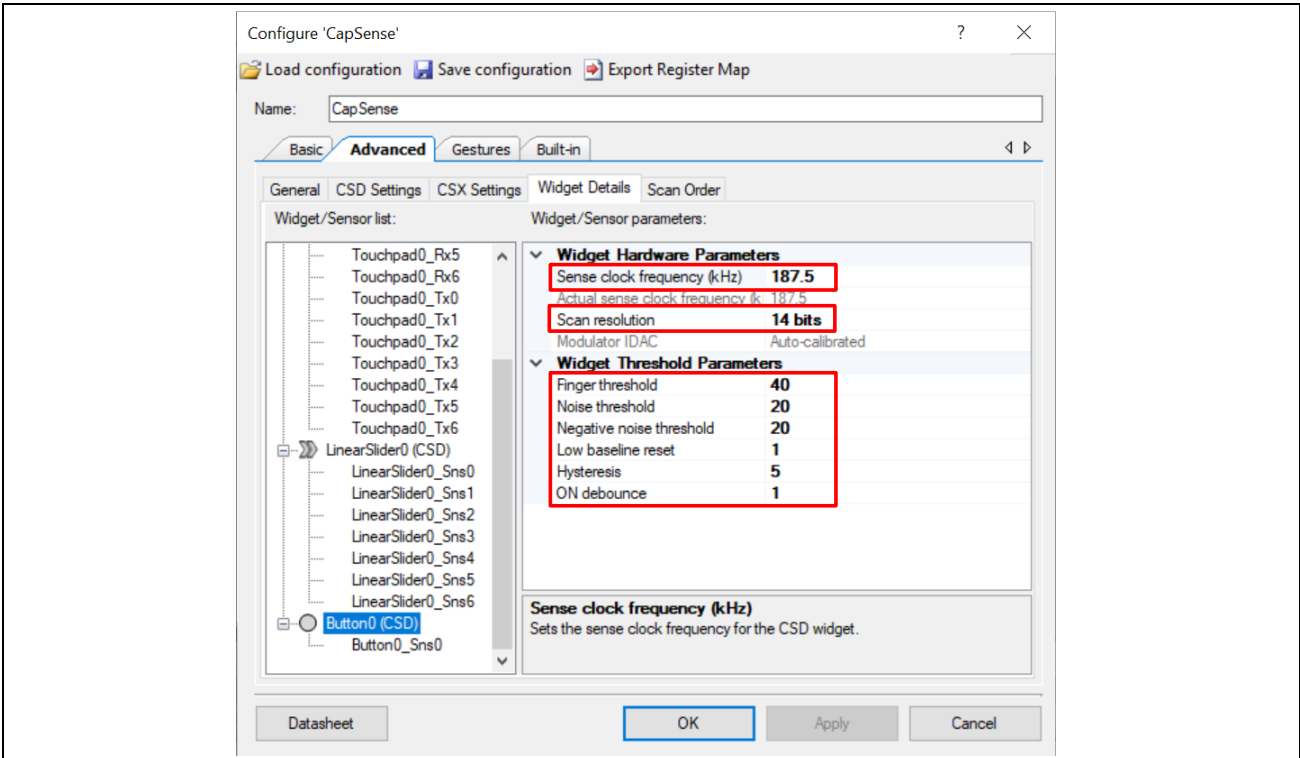 Configure 'CapSense'
?
Load configuration Save configuration Export Register Map
Name: CapSense
Basic Advanced Gestures Built-in
General CSD Settings CSX Settings Widget Details Scan Order
Widget/Sensor list:
Touchpad0_Rx5
Touchpad0_Rx6
Touchpad0_Tx0
Touchpad0_Tx1
Touchpad0_Tx2
Touchpad0_Tx3
Touchpad0_Tx4
Touchpad0_Tx5
Touchpad0_Tx6
LinearSlider0 (CSD)
LinearSlider0_Sns0
LinearSlider0_Sns1
LinearSlider0_Sns2
LinearSlider0_Sns3
LinearSlider0_Sns4
LinearSlider0_Sns5
LinearSlider0_Sns6
Button0 (CSD)
Button0_Sns0
Widget/Sensor parameters:
Widget Hardware Parameters
Sense clock frequency (kHz) 187.5
Actual sense clock frequency (k 187.5
Scan resolution 14 bits
Modulator IDAC Auto-calibrated
Widget Threshold Parameters
Finger threshold 40
Noise threshold 20
Negative noise threshold 20
Low baseline reset 1
Hysteresis 5
ON debounce 1
Sense clock frequency (kHz)
Sets the sense clock frequency for the CSD widget.
Datasheet OK Apply Cancel